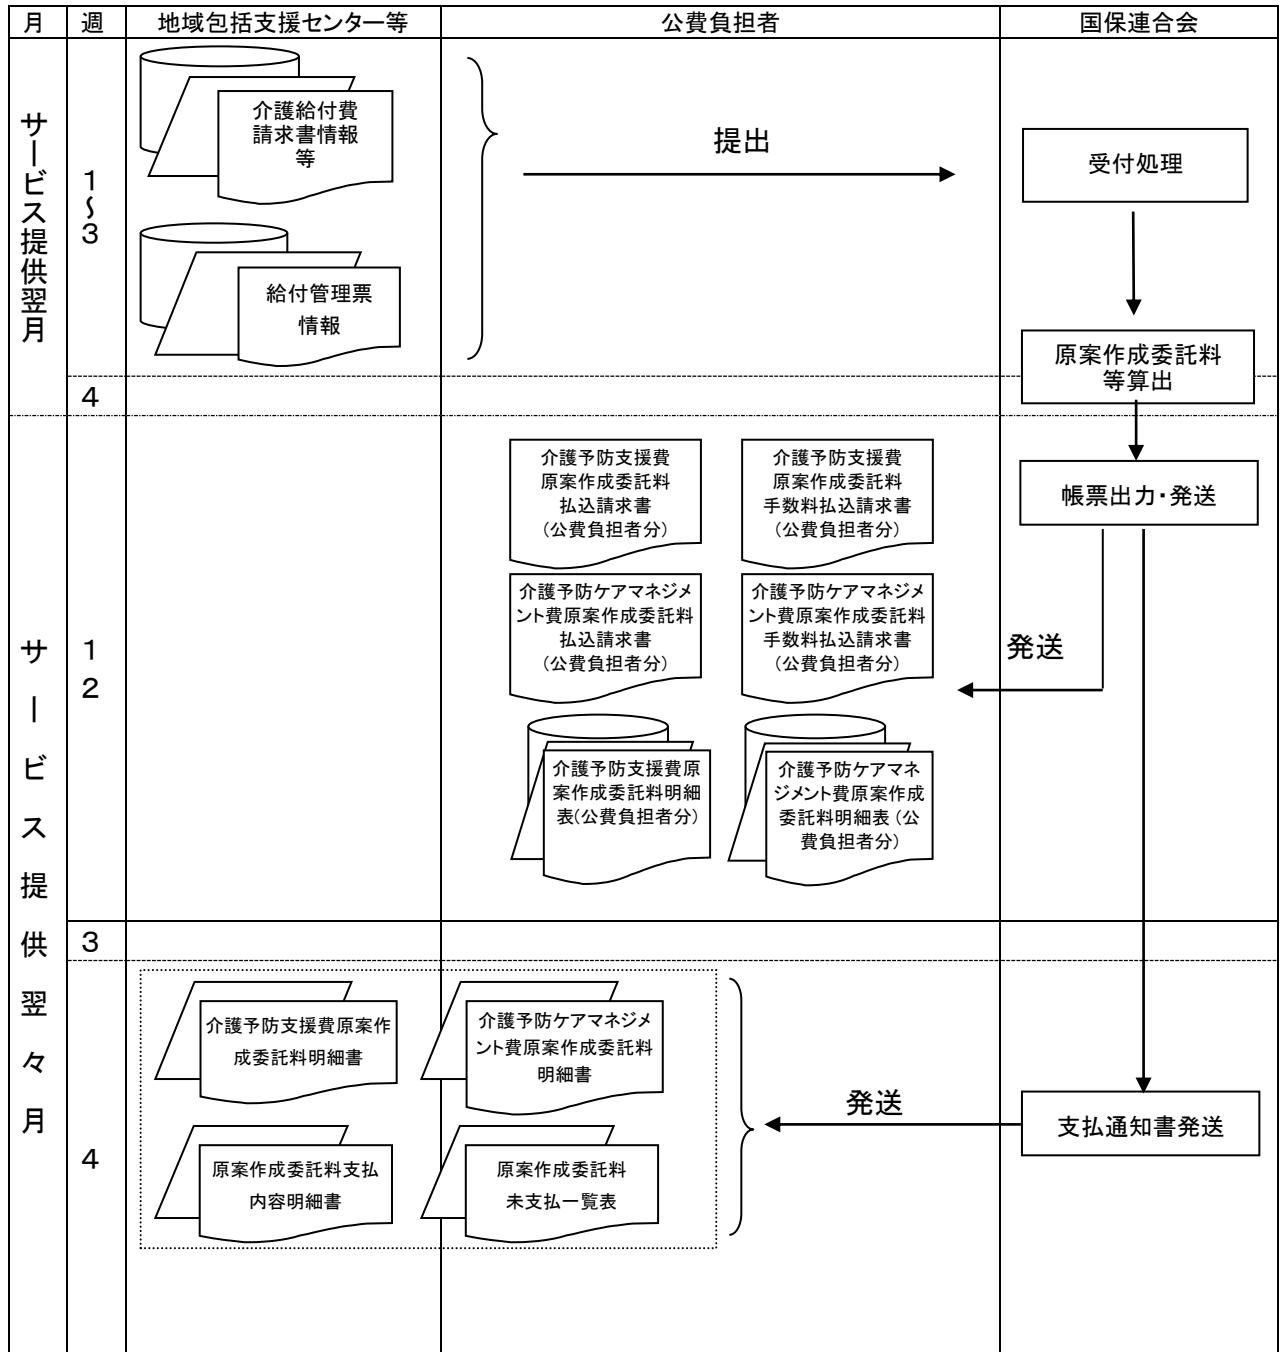 月
週
地域包括支援センター等
公費負担者
国保連合会
サービス提供翌月
1～3
介護給付費
請求書情報
等
給付管理票
情報
提出
受付処理
原案作成委託料
等算出
4
サービス提供翌々月
1
2
介護予防支援費
原案作成委託料
払込請求書
(公費負担者分)
介護予防支援費
原案作成委託料
手数料払込請求書
(公費負担者分)
帳票出力・発送
介護予防ケアマネジメ
ント費原案作成委託料
払込請求書
(公費負担者分)
介護予防ケアマネジメ
ント費原案作成委託料
手数料払込請求書
(公費負担者分)
発送
介護予防支援費原
案作成委託料明細
表(公費負担者分)
介護予防ケアマネ
ジメント費原案作成
委託料明細表(公
費負担者分)
3
4
介護予防支援費原案作
成委託料明細書
介護予防ケアマネジメ
ント費原案作成委託料
明細書
原案作成委託料支払
内容明細書
原案作成委託料
未支払一覧表
発送
支払通知書発送